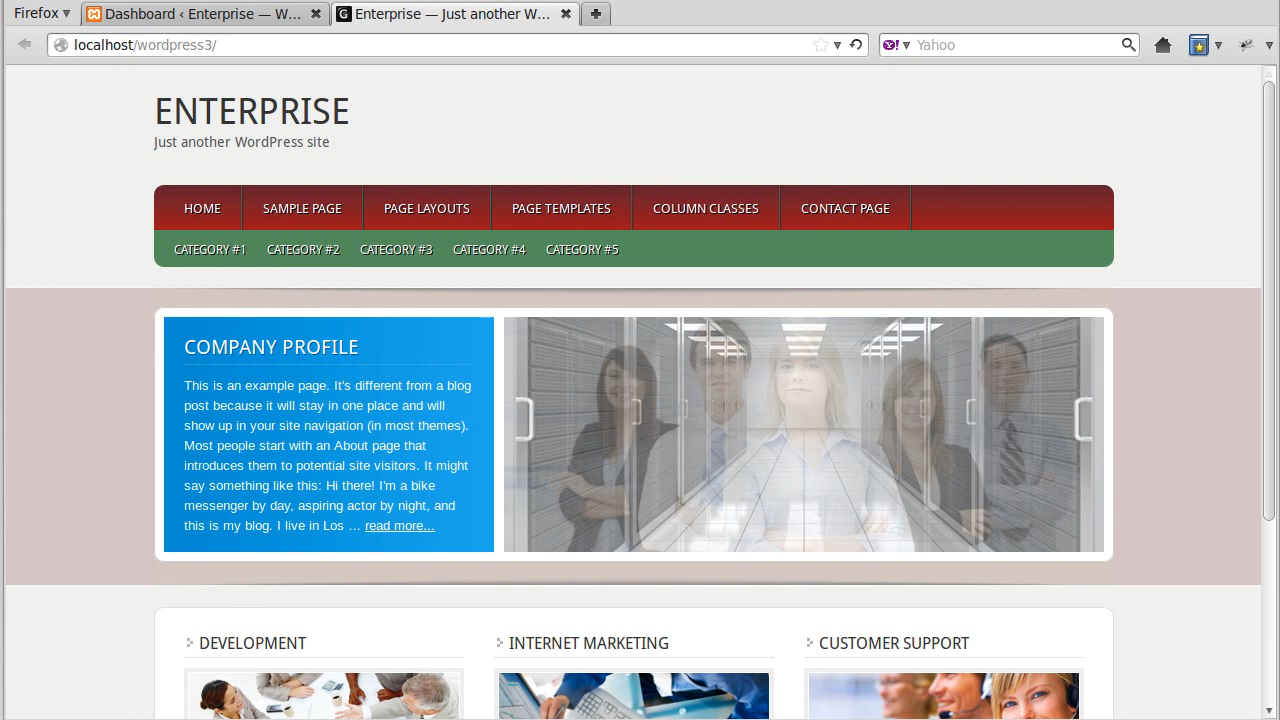 Firefox
Dashboard ‹ Enterprise — W...
Enterprise — Just another W...
localhost/wordpress3/
Yahoo
ENTERPRISE
Just another WordPress site
HOME SAMPLE PAGE PAGE LAYOUTS PAGE TEMPLATES COLUMN CLASSES CONTACT PAGE
CATEGORY #1 CATEGORY #2 CATEGORY #3 CATEGORY #4 CATEGORY #5
COMPANY PROFILE
This is an example page. It's different from a blog
post because it will stay in one place and will
show up in your site navigation (in most themes).
Most people start with an About page that
introduces them to potential site visitors. It might
say something like this: Hi there! I'm a bike
messenger by day, aspiring actor by night, and
this is my blog. I live in Los … read more...
DEVELOPMENT
INTERNET MARKETING
CUSTOMER SUPPORT